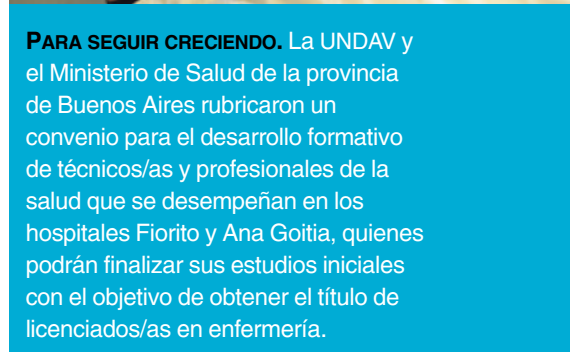 PARA SEGUIR CRECIENDO. La UNDAV y
el Ministerio de Salud de la provincia
de Buenos Aires rubricaron un
convenio para el desarrollo formativo
de técnicos/as y profesionales de la
salud que se desempeñan en los
hospitales Fiorito y Ana Goitia, quienes
podrán finalizar sus estudios iniciales
con el objetivo de obtener el título de
licenciados/as en enfermería.